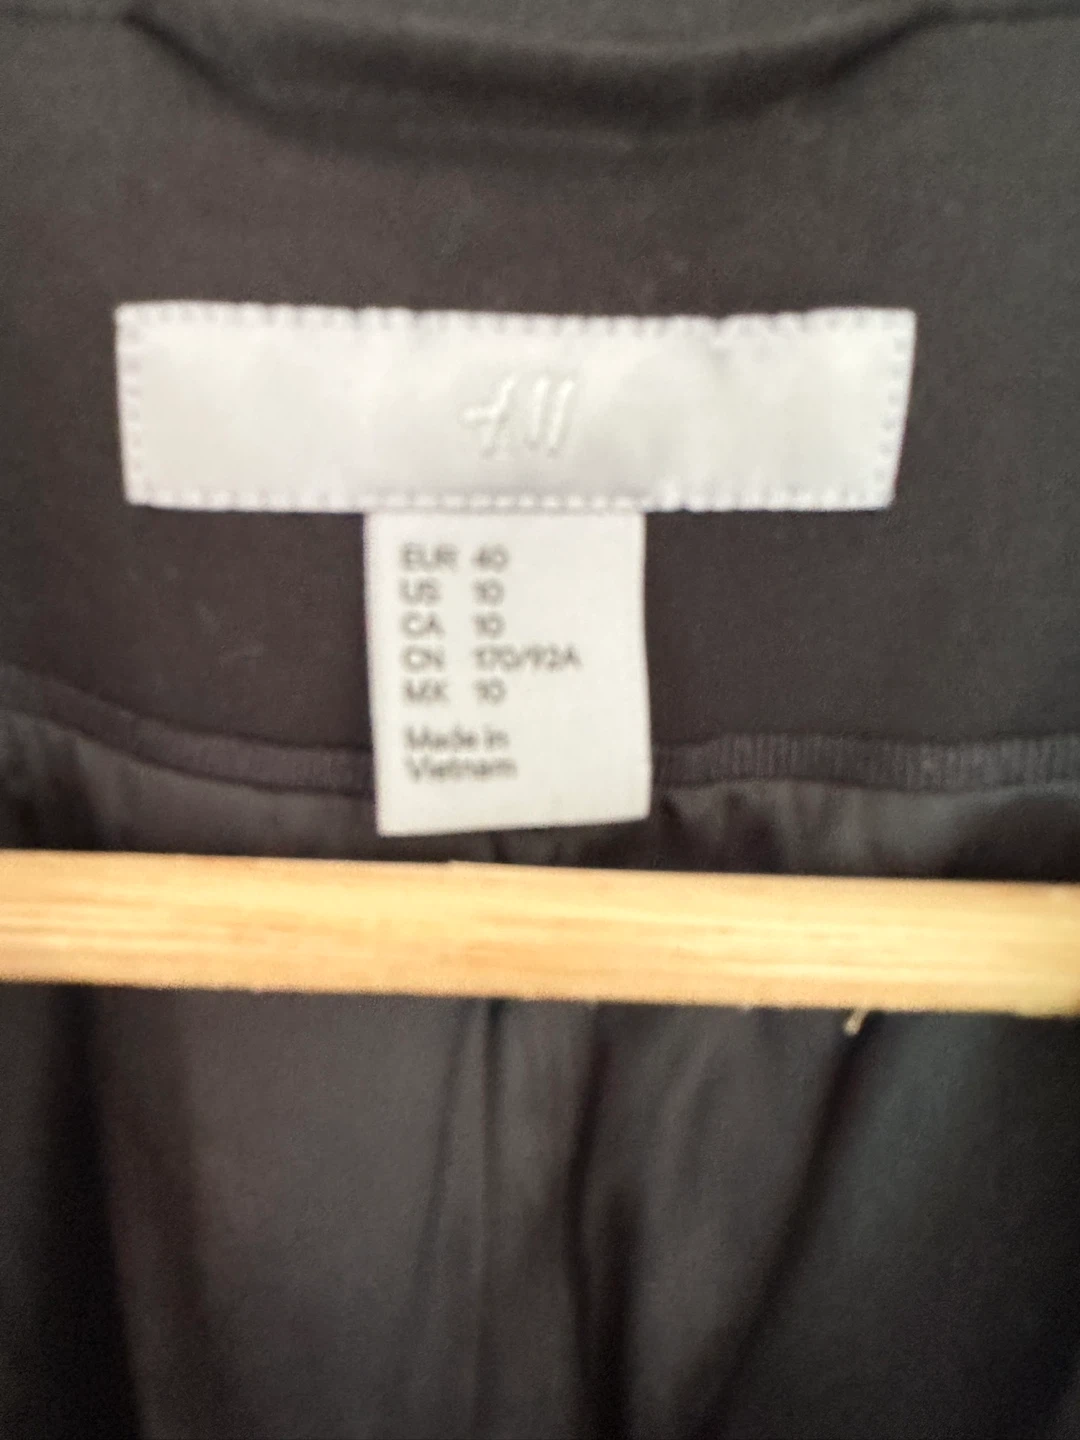 H&M
EUR 40
US 10
CA 10
CN 170/92A
MX 10
Made in
Vietnam